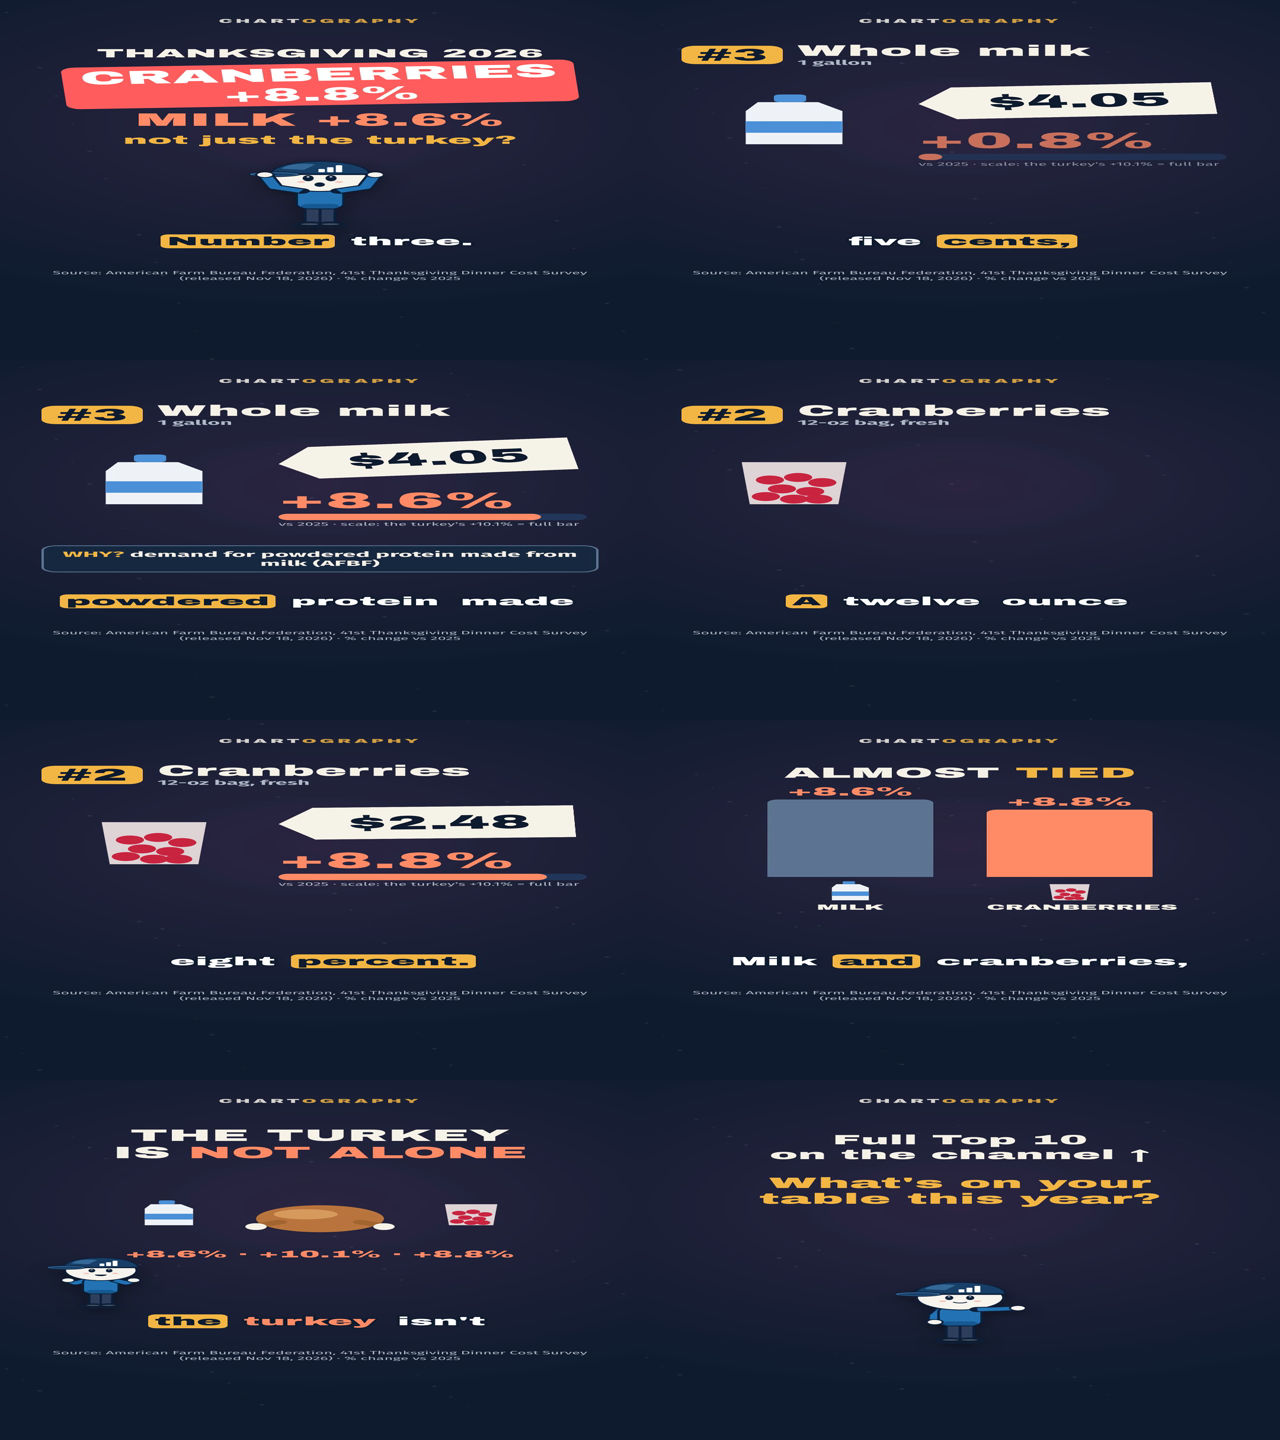 CHARTOGRAPHY
THANKSGIVING 2026
CRANBERRIES
+8.8%
MILK +8.6%
not just the turkey?
Number three.
Source: American Farm Bureau Federation, 41st Thanksgiving Dinner Cost Survey
(released Nov 18, 2026) · % change vs 2025
CHARTOGRAPHY
#3 Whole milk
1 gallon
$4.05
+0.8%
vs 2025 · scale: the turkey's +10.1% = full bar
five cents,
Source: American Farm Bureau Federation, 41st Thanksgiving Dinner Cost Survey
(released Nov 18, 2026) · % change vs 2025
CHARTOGRAPHY
#3 Whole milk
1 gallon
$4.05
+8.6%
vs 2025 · scale: the turkey's +10.1% = full bar
WHY? demand for powdered protein made from
milk (AFBF)
powdered protein made
Source: American Farm Bureau Federation, 41st Thanksgiving Dinner Cost Survey
(released Nov 18, 2026) · % change vs 2025
CHARTOGRAPHY
#2 Cranberries
12-oz bag, fresh
A twelve ounce
Source: American Farm Bureau Federation, 41st Thanksgiving Dinner Cost Survey
(released Nov 18, 2026) · % change vs 2025
CHARTOGRAPHY
#2 Cranberries
12-oz bag, fresh
$2.48
+8.8%
vs 2025 · scale: the turkey's +10.1% = full bar
eight percent.
Source: American Farm Bureau Federation, 41st Thanksgiving Dinner Cost Survey
(released Nov 18, 2026) · % change vs 2025
CHARTOGRAPHY
ALMOST TIED
+8.6%
+8.8%
MILK
CRANBERRIES
Milk and cranberries,
Source: American Farm Bureau Federation, 41st Thanksgiving Dinner Cost Survey
(released Nov 18, 2026) · % change vs 2025
CHARTOGRAPHY
THE TURKEY
IS NOT ALONE
+8.6% · +10.1% · +8.8%
the turkey isn't
Source: American Farm Bureau Federation, 41st Thanksgiving Dinner Cost Survey
(released Nov 18, 2026) · % change vs 2025
CHARTOGRAPHY
Full Top 10
on the channel ↑
What's on your
table this year?